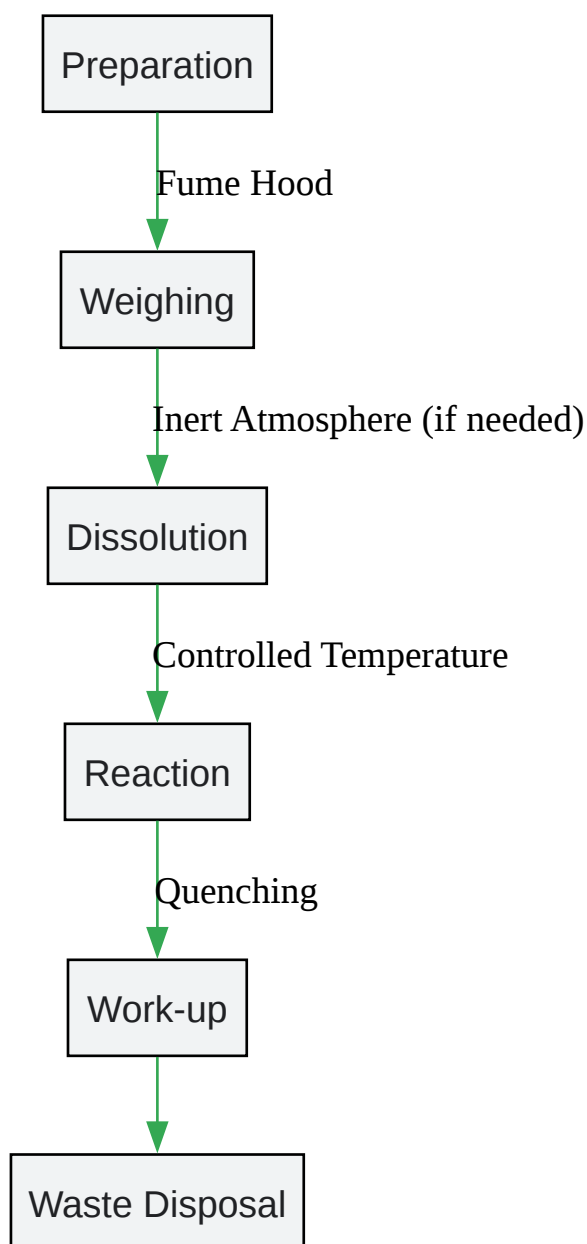 Preparation
Fume Hood
Weighing
Inert Atmosphere (if needed)
Dissolution
Controlled Temperature
Reaction
Quenching
Work-up
Waste Disposal